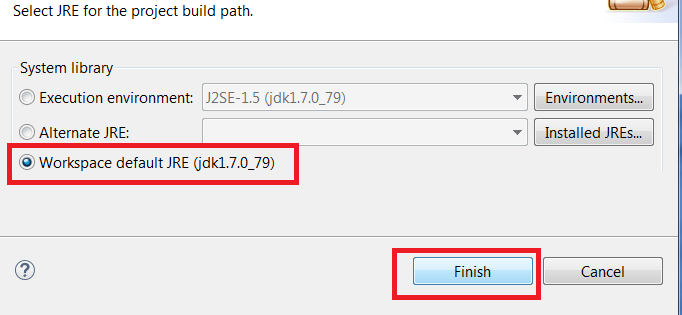 Select JRE for the project build path.
System library
Execution environment: J2SE-1.5 (jdk1.7.0_79) Environments...
Alternate JRE: Installed JREs...
Workspace default JRE (jdk1.7.0_79)
? Finish Cancel